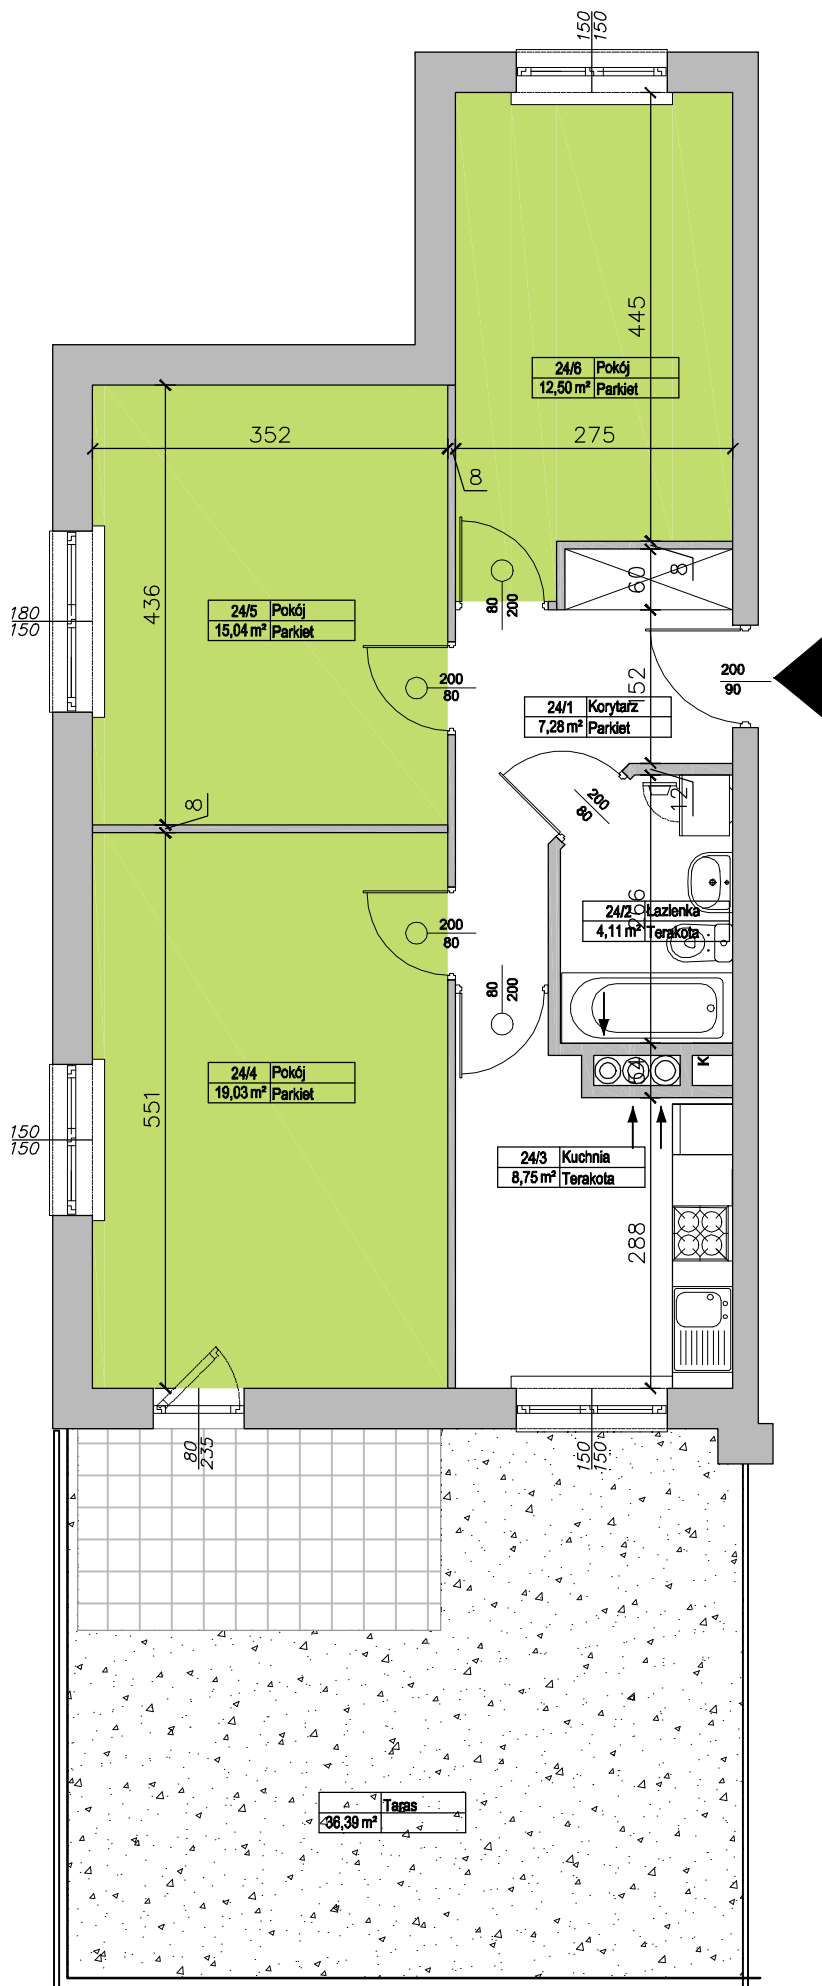 150
150
445
24/6 Pokój
12,50 m² Parkiet
352
275
8
8
60
80
200
436
180
150
24/5 Pokój
15,04 m² Parkiet
200
80
200
90
152
24/1 Korytarz
7,28 m² Parkiet
8
12
200
80
266
24/2 Łazienka
4,11 m² Terakota
200
80
80
200
54
K
24/4 Pokój
19,03 m² Parkiet
551
150
150
24/3 Kuchnia
8,75 m² Terakota
288
80
235
150
150
Taras
36,39 m²